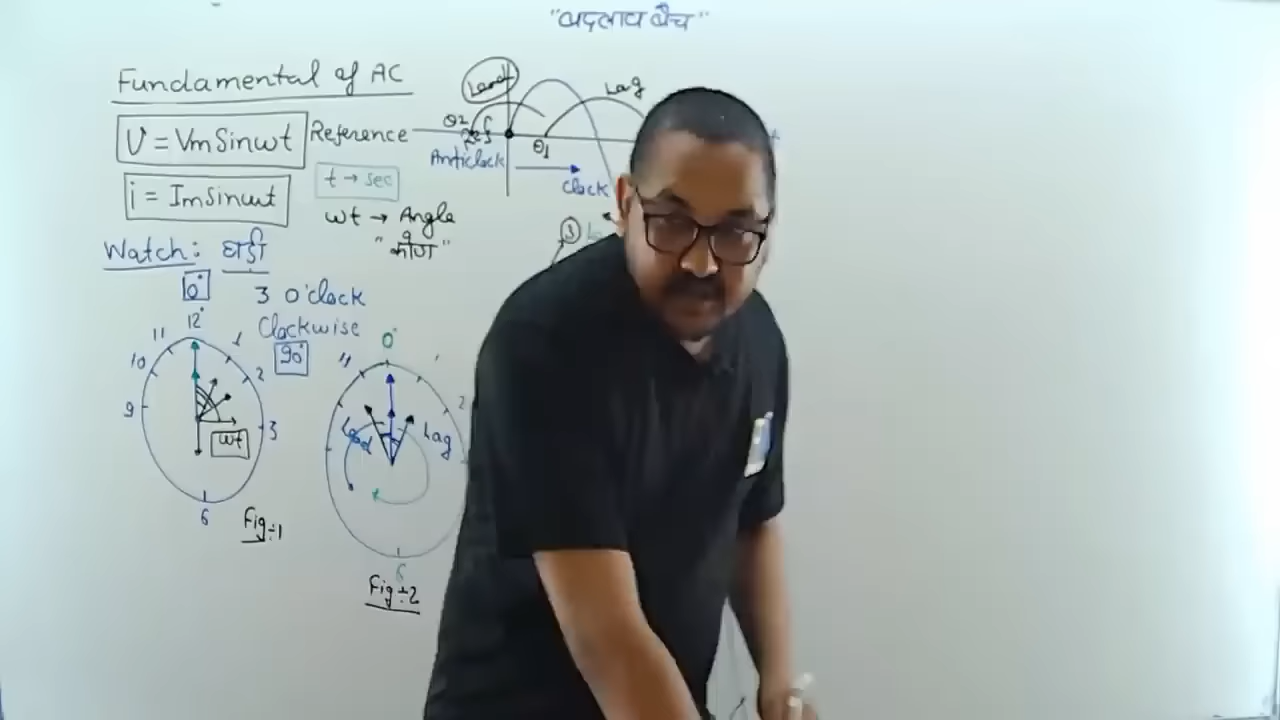 "बदलाव बैच"
Fundamental of AC
V = VmSinωt
Reference
i = ImSinωt
t → sec
ωt → Angle
"कोण"
Lead
Lag
θ2
Ref
θ1
Anticlock
Clock
Watch: घड़ी
0°
3 O'clock
Clockwise
90°
12
11
1
10
2
9
3
6
ωt
Fig÷1
0°
11
1
2
Lead
Lag
6
Fig÷2